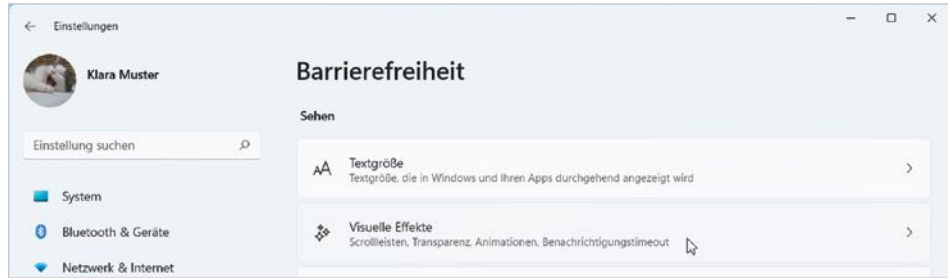 Einstellungen
Klara Muster
Einstellung suchen
System
Bluetooth & Geräte
Netzwerk & Internet
Barrierefreiheit
Sehen
Textgröße
Textgröße, die in Windows und Ihren Apps durchgehend angezeigt wird
Visuelle Effekte
Scrollleisten, Transparenz, Animationen, Benachrichtigungstimeout